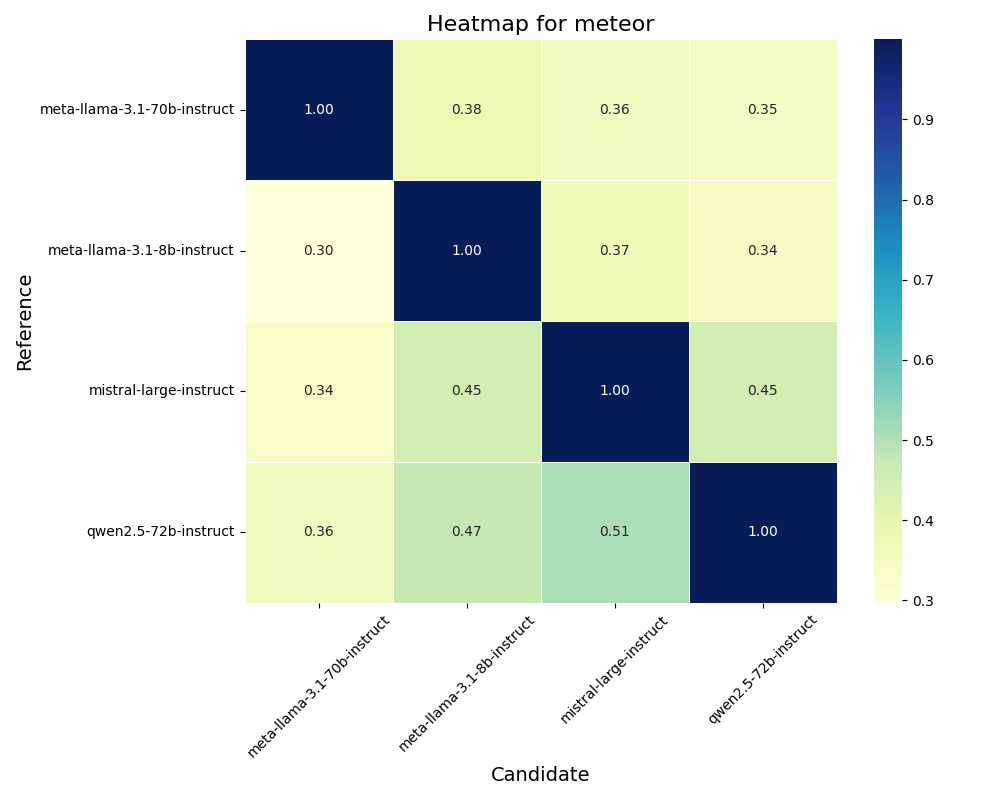 Heatmap for meteor
meta-llama-3.1-70b-instruct
1.00
0.38
0.36
0.35
meta-llama-3.1-8b-instruct
0.30
1.00
0.37
0.34
mistral-large-instruct
0.34
0.45
1.00
0.45
qwen2.5-72b-instruct
0.36
0.47
0.51
1.00
Reference
meta-llama-3.1-70b-instruct
meta-llama-3.1-8b-instruct
mistral-large-instruct
qwen2.5-72b-instruct
Candidate
0.9
0.8
0.7
0.6
0.5
0.4
0.3